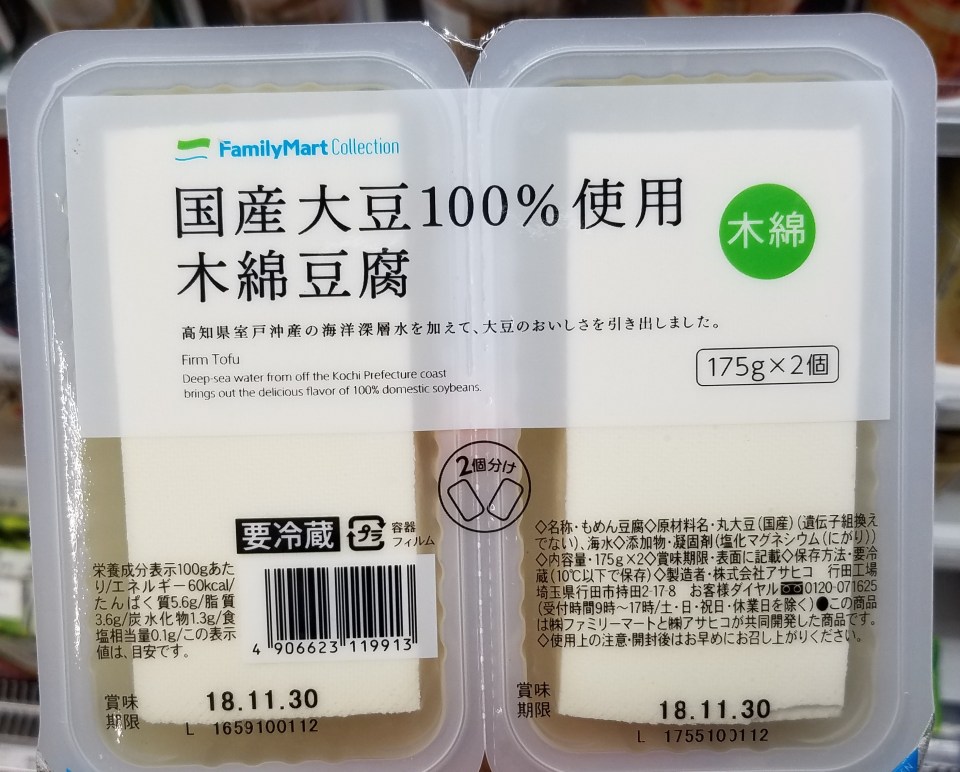 FamilyMart Collection
国産大豆100%使用
木綿豆腐
木綿
高知県室戸沖産の海洋深層水を加えて、大豆のおいしさを引き出しました。
Firm Tofu
Deep-sea water from off the Kochi Prefecture coast
brings out the delicious flavor of 100% domestic soybeans.
175g×2個
2個分け
要冷蔵
プラ
容器
フィルム
栄養成分表示100gあた
り/エネルギー60kcal/
たんぱく質5.6g/脂質
3.6g/炭水化物1.3g/食
塩相当量0.1g/この表示
値は、目安です。
4 906623 119913
賞味
期限
18.11.30
L 1659100112
◇名称・もめん豆腐◇原材料名・丸大豆(国産)(遺伝子組換え
でない)、海水◇添加物・凝固剤(塩化マグネシウム(にがり))
◇内容量・175g×2◇賞味期限・表面に記載◇保存方法・要冷
蔵(10℃以下で保存)◇製造者・株式会社アサヒコ 行田工場
埼玉県行田市持田2-17-8 お客様ダイヤル 0120-071625
(受付時間9時〜17時/土・日・祝日・休業日を除く)●この商品
は㈱ファミリーマートと㈱アサヒコが共同開発した商品です。
◇使用上の注意・開封後はお早めにお召し上がりください。
賞味
期限
18.11.30
L 1755100112